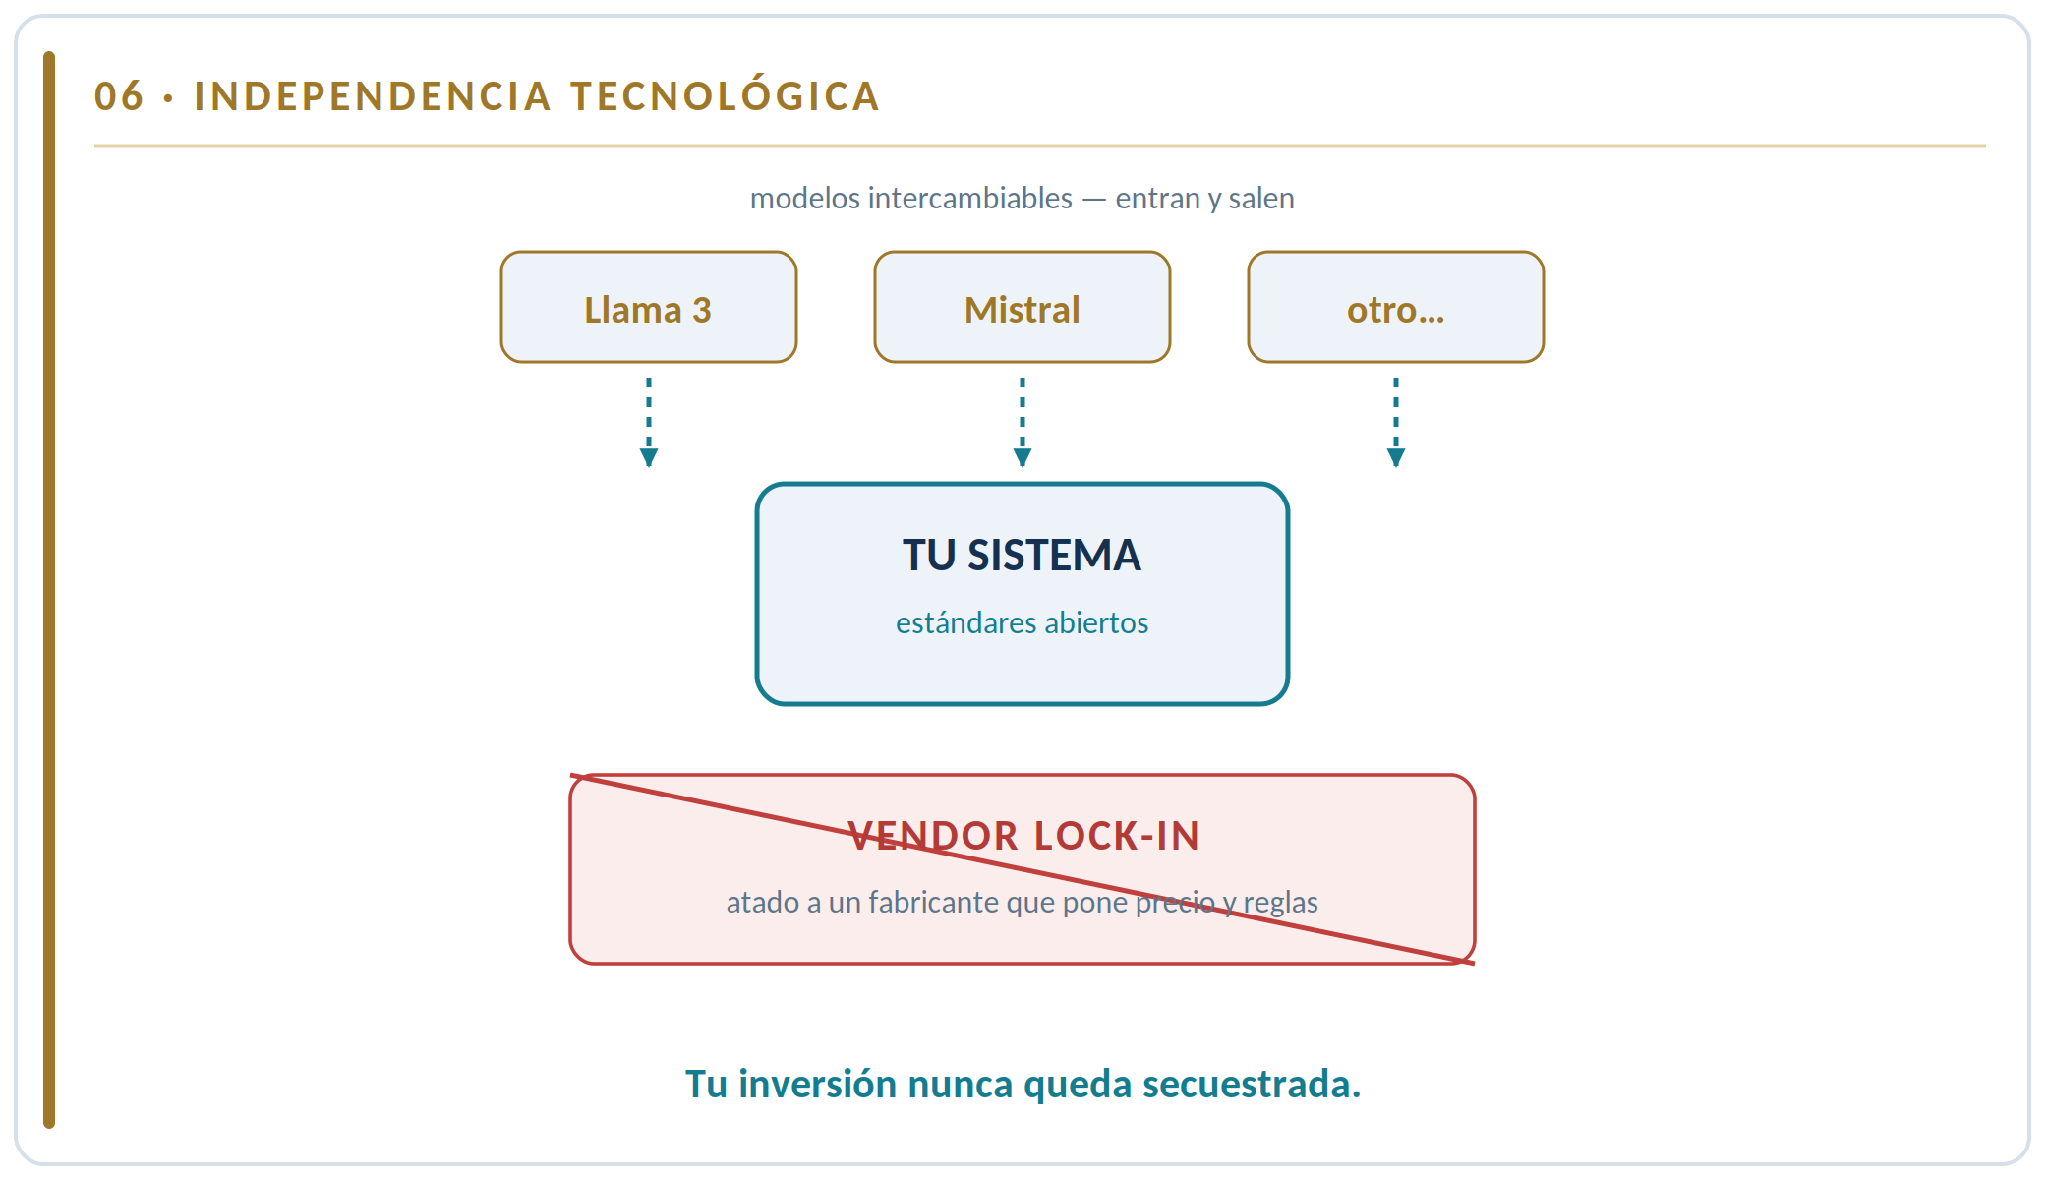 06 · INDEPENDENCIA TECNOLÓGICA
modelos intercambiables — entran y salen
Llama 3
Mistral
otro...
TU SISTEMA
estándares abiertos
VENDOR LOCK-IN
atado a un fabricante que pone precio y reglas
Tu inversión nunca queda secuestrada.